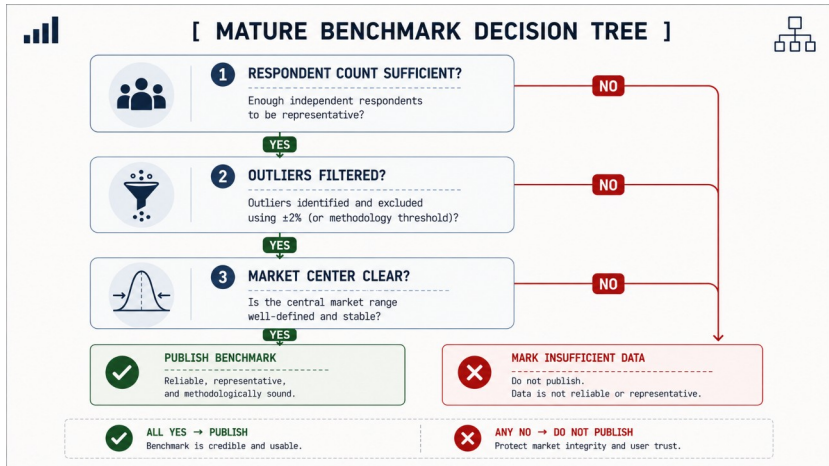 [ MATURE BENCHMARK DECISION TREE ]
1 RESPONDENT COUNT SUFFICIENT?
Enough independent respondents
to be representative?
NO
YES
2 OUTLIERS FILTERED?
Outliers identified and excluded
using ±2% (or methodology threshold)?
NO
YES
3 MARKET CENTER CLEAR?
Is the central market range
well-defined and stable?
NO
YES
PUBLISH BENCHMARK
Reliable, representative,
and methodologically sound.
MARK INSUFFICIENT DATA
Do not publish.
Data is not reliable or representative.
ALL YES → PUBLISH
Benchmark is credible and usable.
ANY NO → DO NOT PUBLISH
Protect market integrity and user trust.